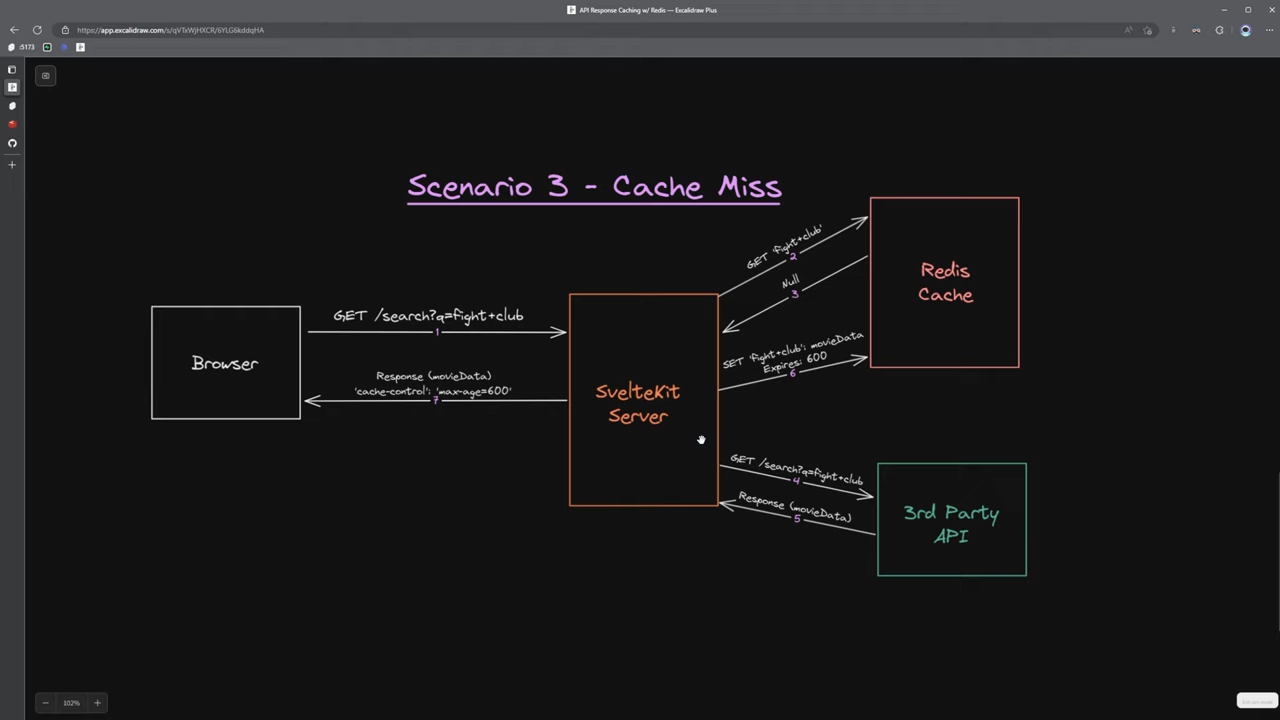 API Response Caching w/ Redis — Excalidraw Plus
https://app.excalidraw.com/s/qVTxWjHXCR/6YLG6kddqHA
:5173
Scenario 3 - Cache Miss
GET 'fight+club'
2
Null
3
Redis
Cache
GET /search?q=fight+club
1
Browser
Response (movieData)
'cache-control': 'max-age=600'
7
SvelteKit
Server
SET 'fight+club': movieData
Expires: 600
6
GET /search?q=fight+club
4
Response (movieData)
5
3rd Party
API
102%